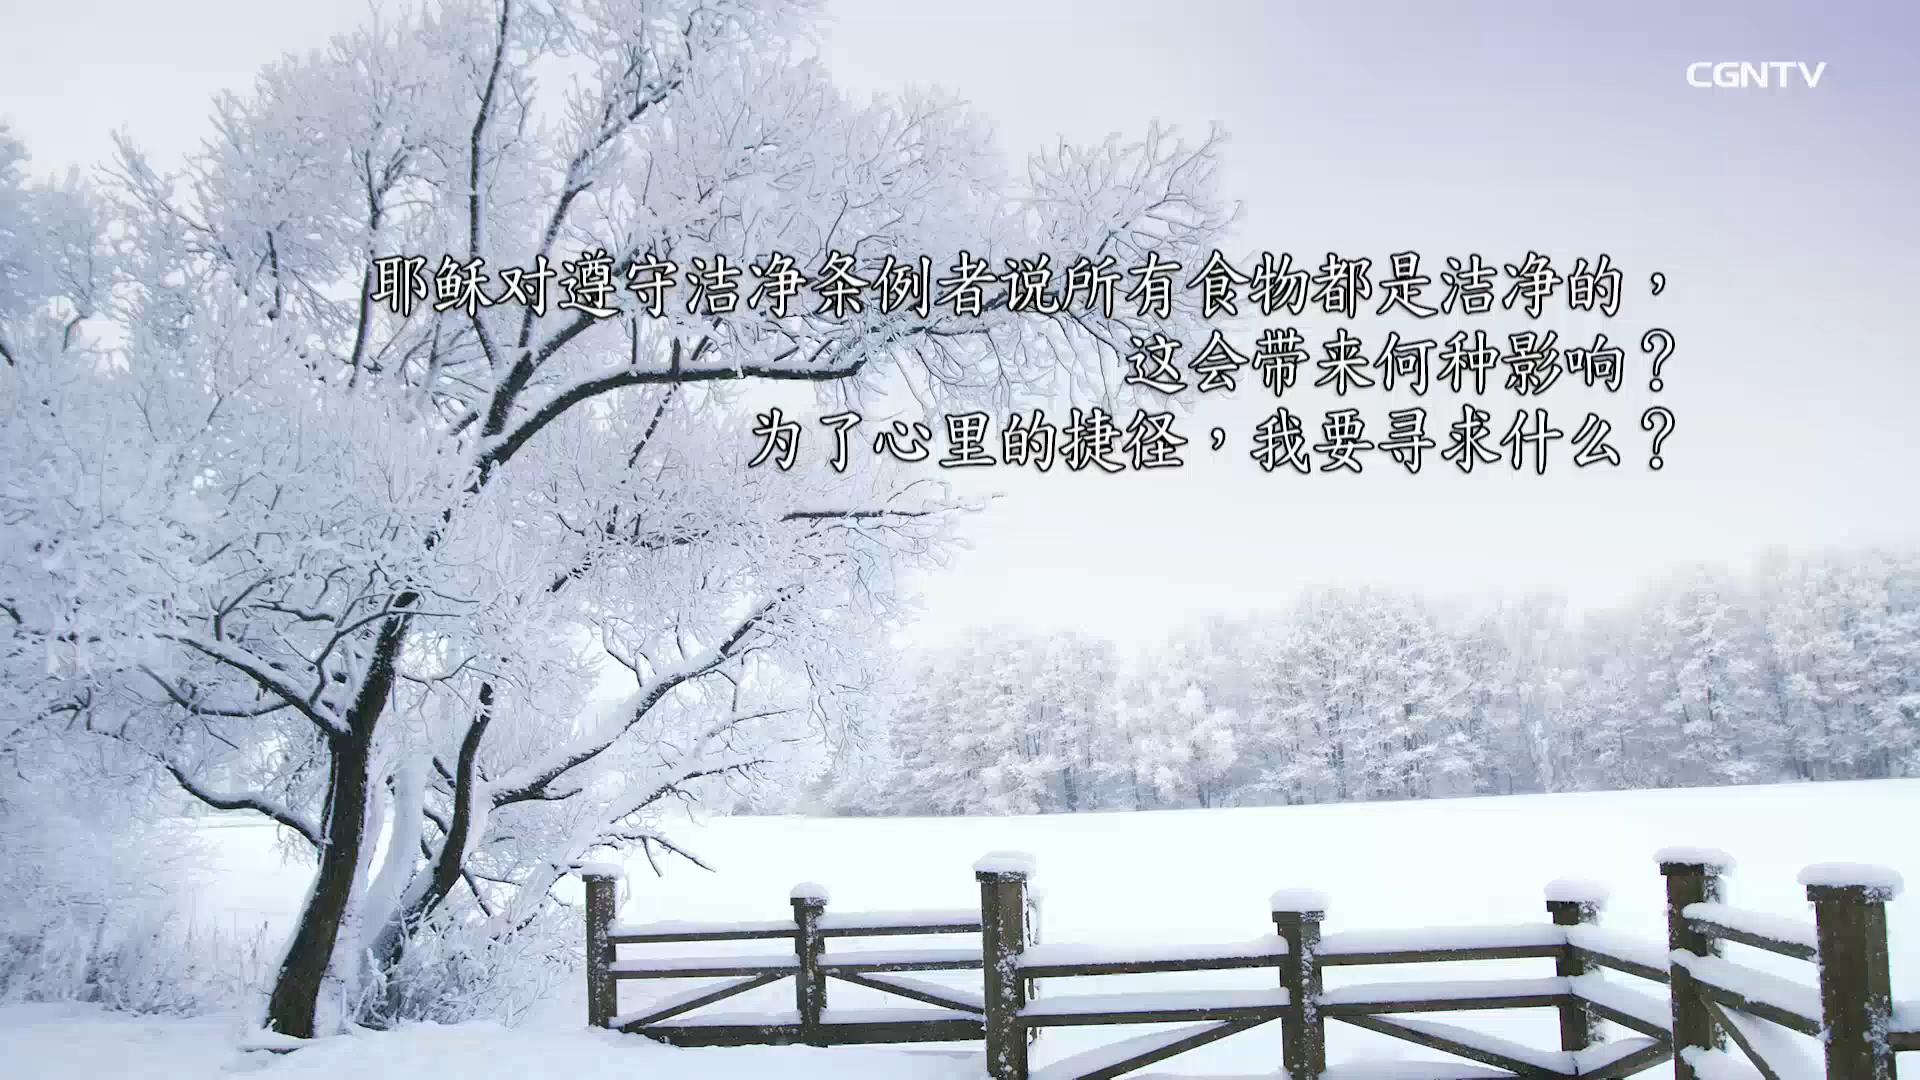 CGNTV
耶稣对遵守洁净条例者说所有食物都是洁净的，
这会带来何种影响？
为了心里的捷径，我要寻求什么？